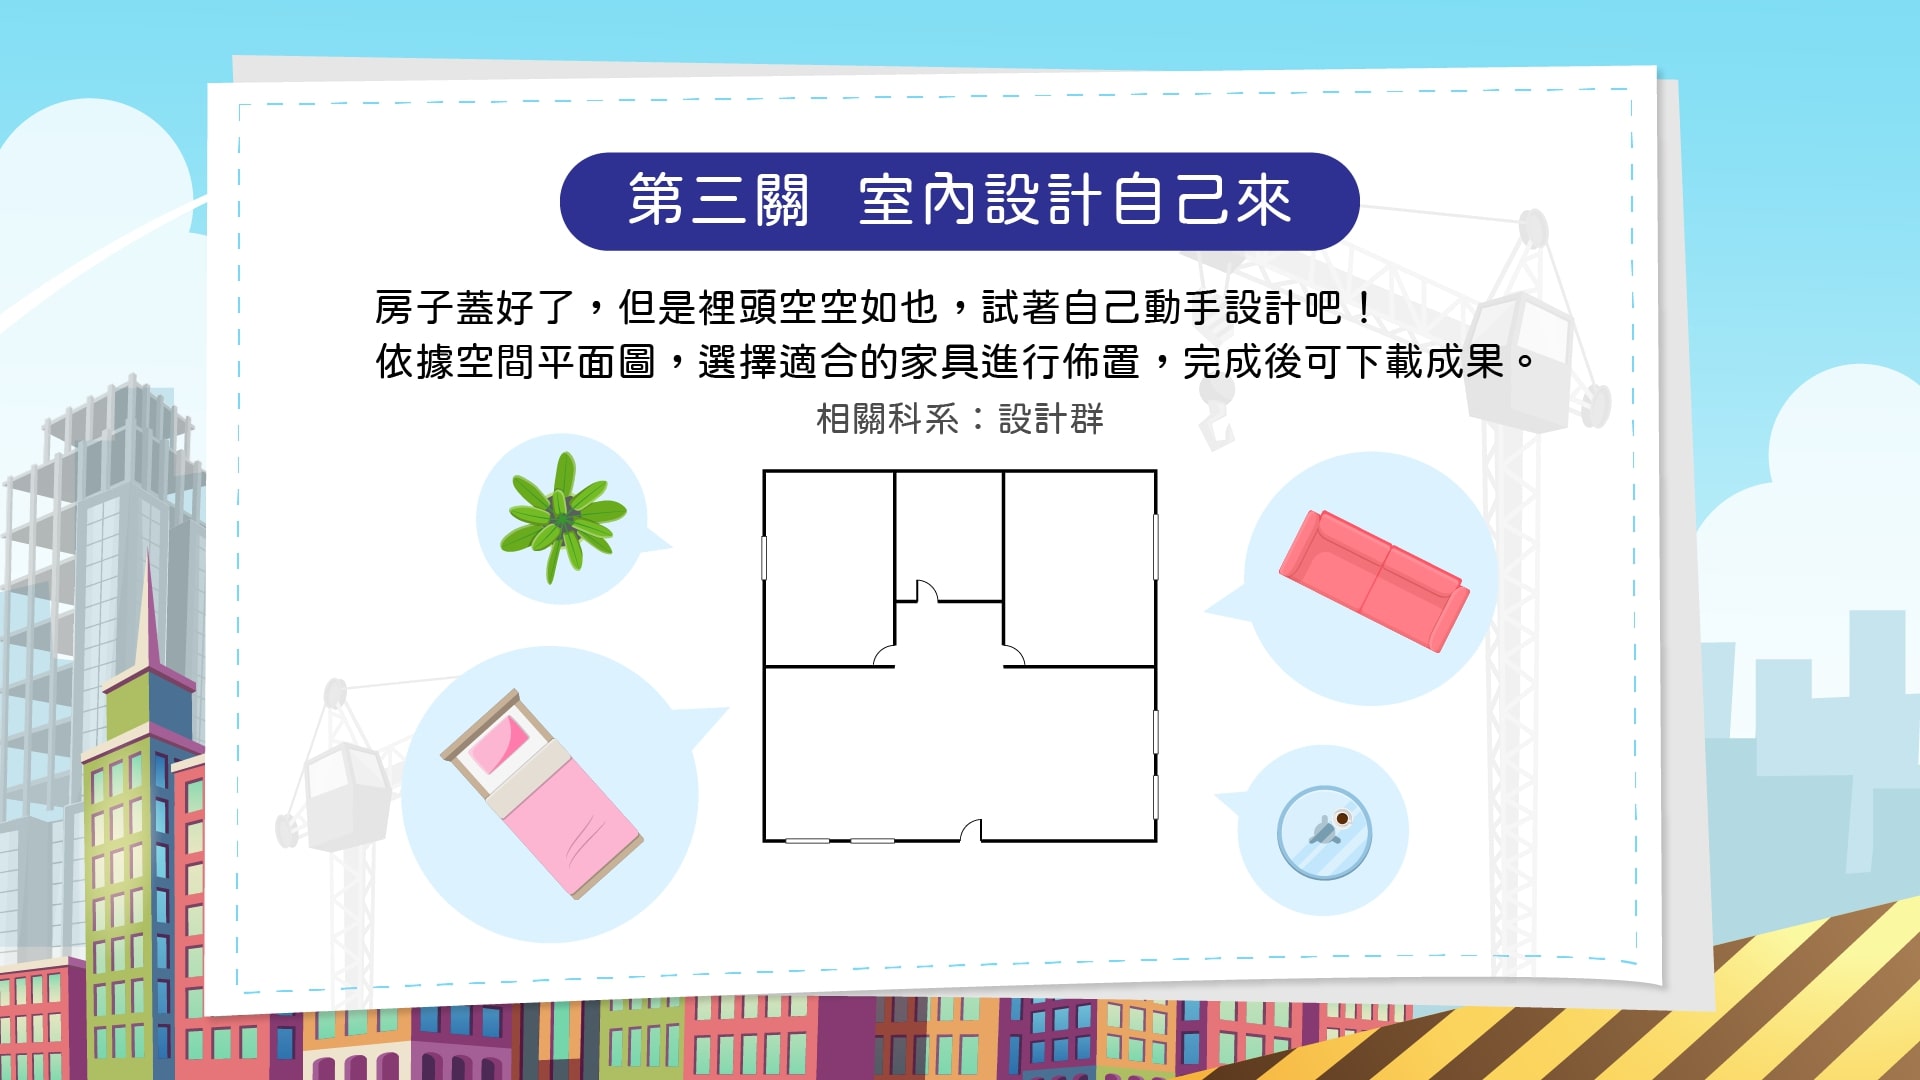 第三關 室內設計自己來
房子蓋好了，但是裡頭空空如也，試著自己動手設計吧！
依據空間平面圖，選擇適合的家具進行佈置，完成後可下載成果。
相關科系：設計群